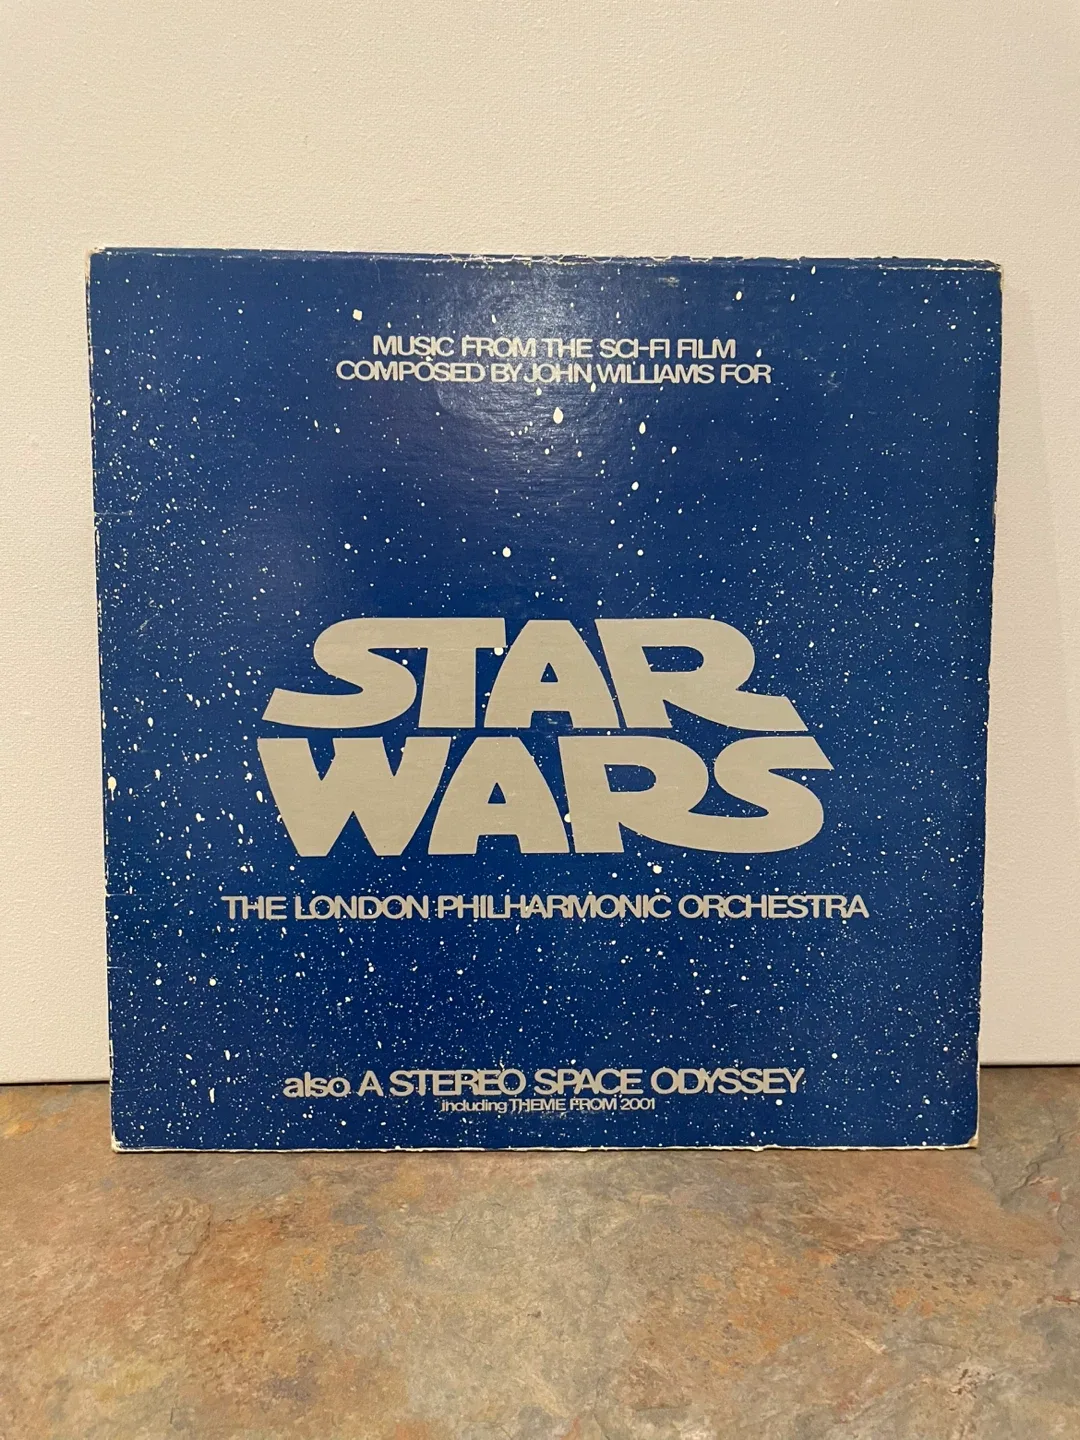 MUSIC FROM THE SCI-FI FILM
COMPOSED BY JOHN WILLIAMS FOR
STAR
WARS
THE LONDON PHILHARMONIC ORCHESTRA
also A STEREO SPACE ODYSSEY
including THEME FROM 2001